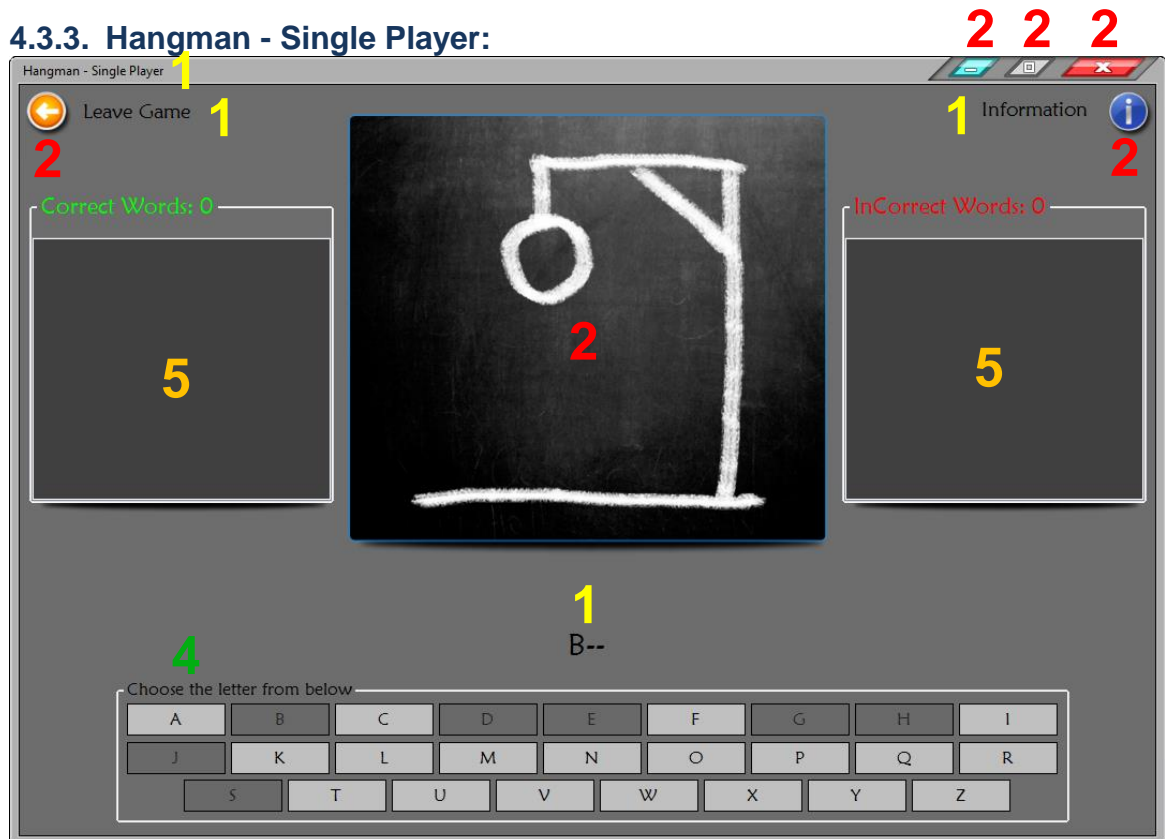 4.3.3. Hangman - Single Player:
2 2 2
Hangman - Single Player
1
Leave Game
1
1
Information
2
2
Correct Words: 0
InCorrect Words: 0
2
5
5
1
B--
4
Choose the letter from below
A B C D E F G H I
J K L M N O P Q R
S T U V W X Y Z